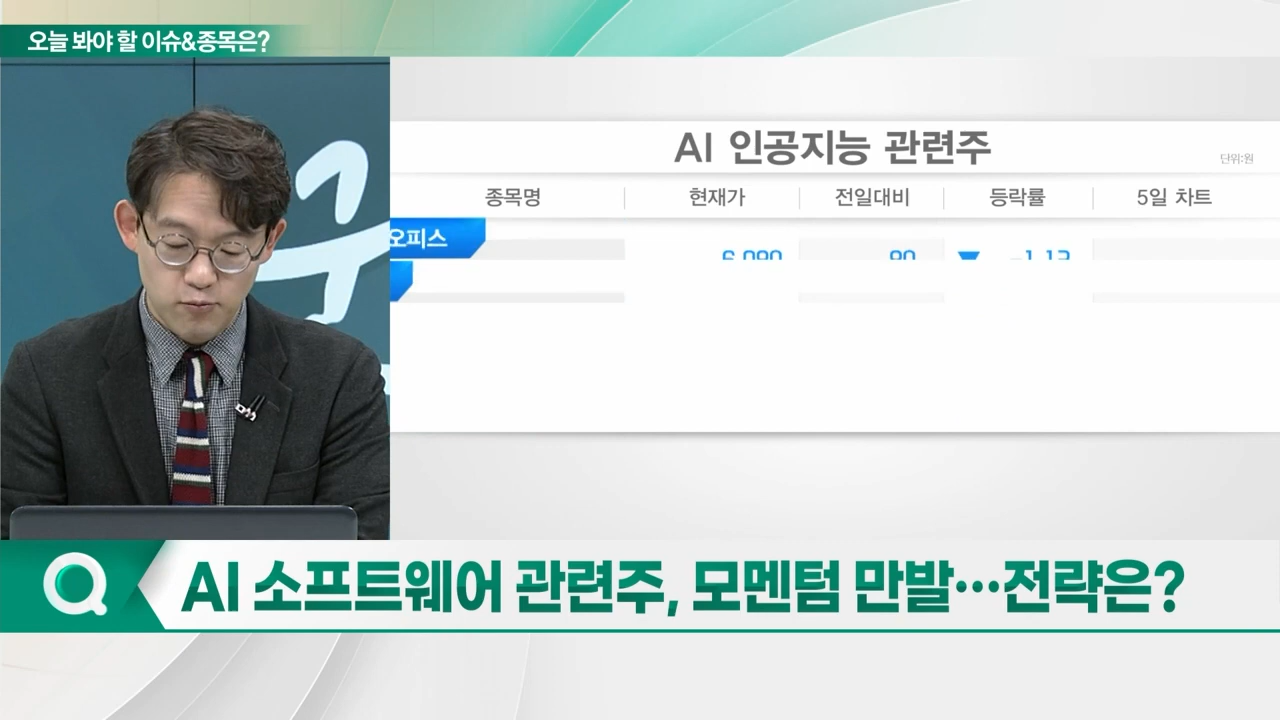 오늘 봐야 할 이슈&종목은?
AI 인공지능 관련주
단위:원
종목명 현재가 전일대비 등락률 5일 차트
오피스
AI 소프트웨어 관련주, 모멘텀 만발…전략은?